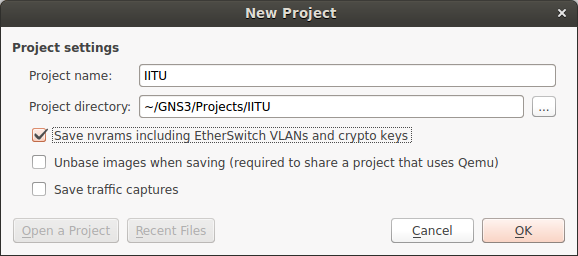 New Project
Project settings
Project name: IITU
Project directory: ~/GNS3/Projects/IITU ...
Save nvrams including EtherSwitch VLANs and crypto keys
Unbase images when saving (required to share a project that uses Qemu)
Save traffic captures
Open a Project Recent Files Cancel OK